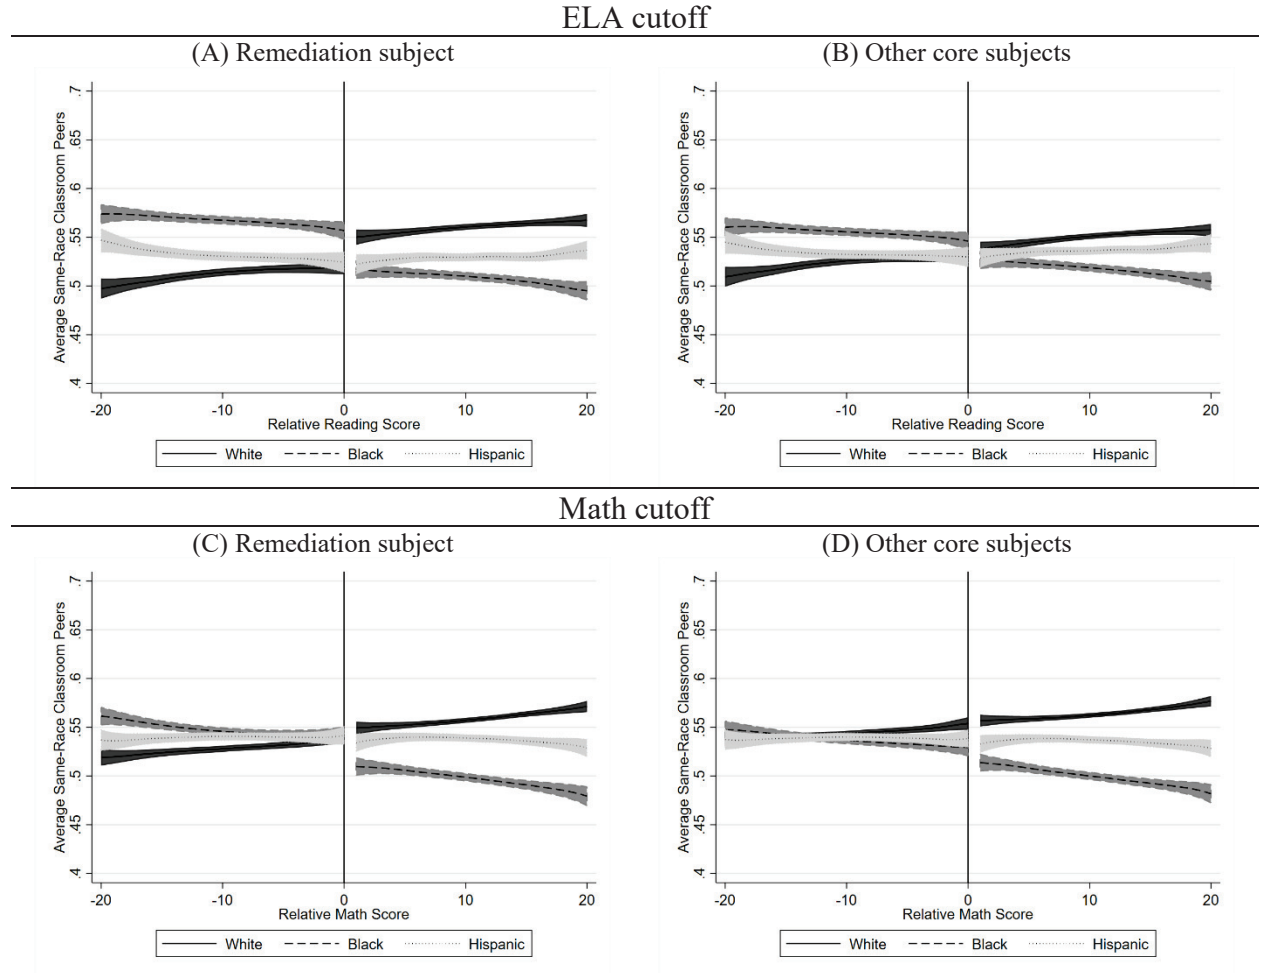 ELA cutoff
(A) Remediation subject
Average Same-Race Classroom Peers
.7
.65
.6
.55
.5
.45
.4
-20 -10 0 10 20
Relative Reading Score
White Black Hispanic
(B) Other core subjects
Average Same-Race Classroom Peers
.7
.65
.6
.55
.5
.45
.4
-20 -10 0 10 20
Relative Reading Score
White Black Hispanic
Math cutoff
(C) Remediation subject
Average Same-Race Classroom Peers
.7
.65
.6
.55
.5
.45
.4
-20 -10 0 10 20
Relative Math Score
White Black Hispanic
(D) Other core subjects
Average Same-Race Classroom Peers
.7
.65
.6
.55
.5
.45
.4
-20 -10 0 10 20
Relative Math Score
White Black Hispanic